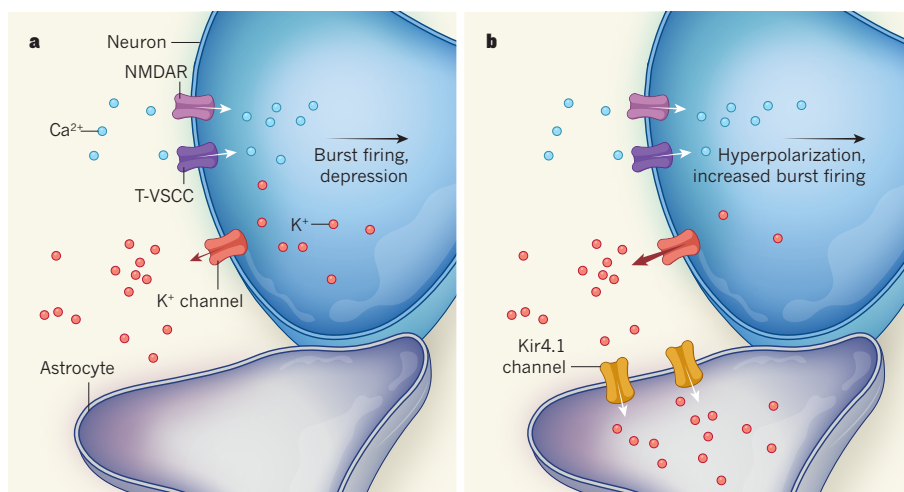 a
Neuron
NMDAR
Ca²⁺
T-VSCC
Burst firing,
depression
K⁺
K⁺ channel
Astrocyte
b
Hyperpolarization,
increased burst firing
Kir4.1
channel